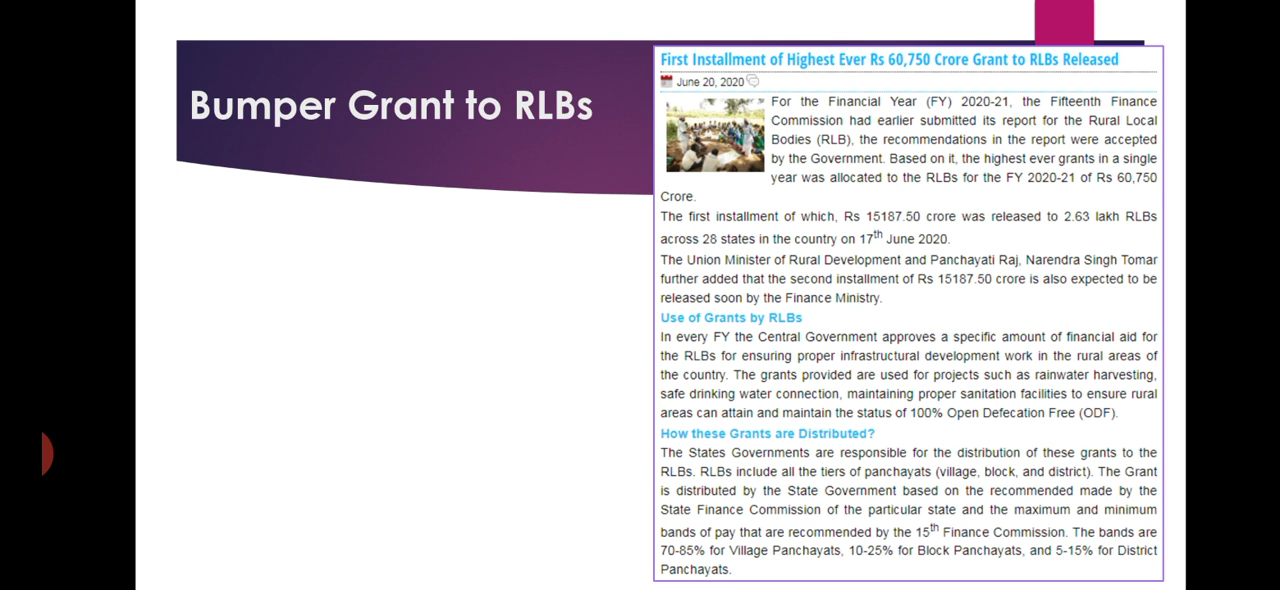 Bumper Grant to RLBs
First Installment of Highest Ever Rs 60,750 Crore Grant to RLBs Released
June 20, 2020
For the Financial Year (FY) 2020-21, the Fifteenth Finance
Commission had earlier submitted its report for the Rural Local
Bodies (RLB), the recommendations in the report were accepted
by the Government. Based on it, the highest ever grants in a single
year was allocated to the RLBs for the FY 2020-21 of Rs 60,750
Crore.
The first installment of which, Rs 15187.50 crore was released to 2.63 lakh RLBs
across 28 states in the country on 17th June 2020.
The Union Minister of Rural Development and Panchayati Raj, Narendra Singh Tomar
further added that the second installment of Rs 15187.50 crore is also expected to be
released soon by the Finance Ministry.
Use of Grants by RLBs
In every FY the Central Government approves a specific amount of financial aid for
the RLBs for ensuring proper infrastructural development work in the rural areas of
the country. The grants provided are used for projects such as rainwater harvesting,
safe drinking water connection, maintaining proper sanitation facilities to ensure rural
areas can attain and maintain the status of 100% Open Defecation Free (ODF).
How these Grants are Distributed?
The States Governments are responsible for the distribution of these grants to the
RLBs. RLBs include all the tiers of panchayats (village, block, and district). The Grant
is distributed by the State Government based on the recommended made by the
State Finance Commission of the particular state and the maximum and minimum
bands of pay that are recommended by the 15th Finance Commission. The bands are
70-85% for Village Panchayats, 10-25% for Block Panchayats, and 5-15% for District
Panchayats.